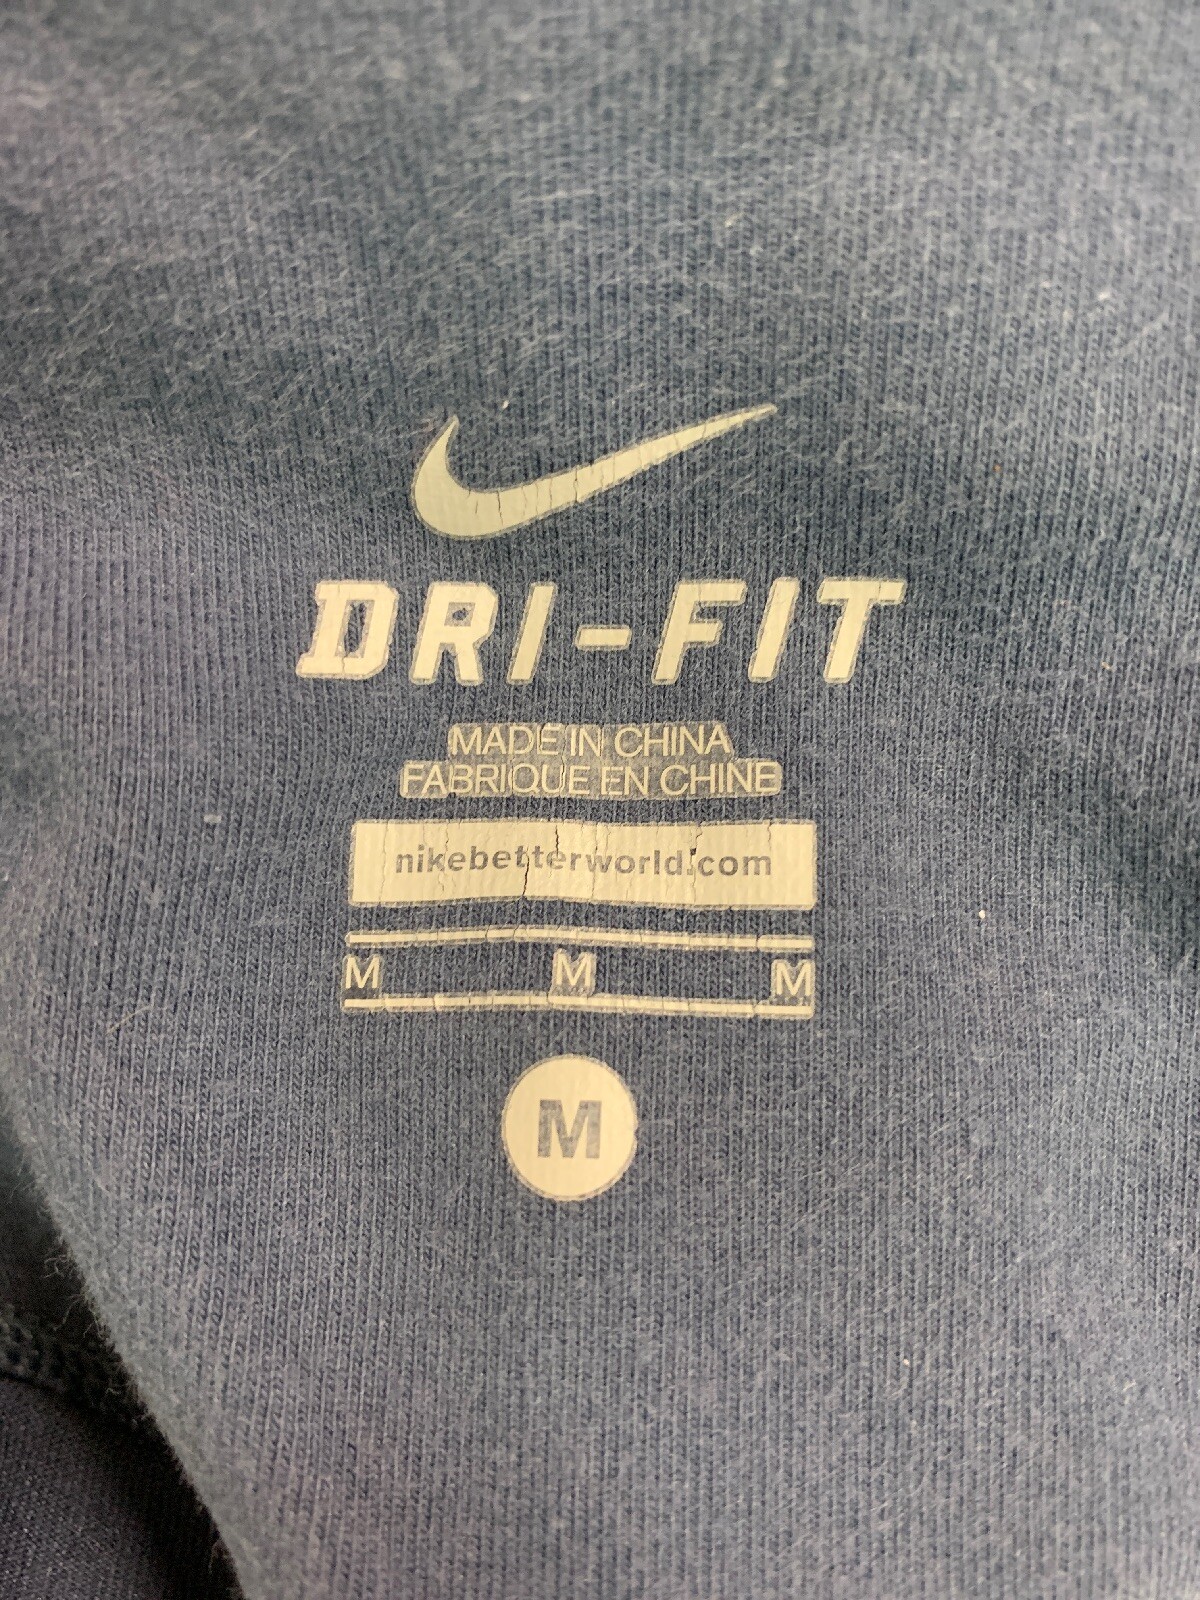 DRI-FIT
MADE IN CHINA
FABRIQUE EN CHINE
nikebetterworld.com
M M M
M